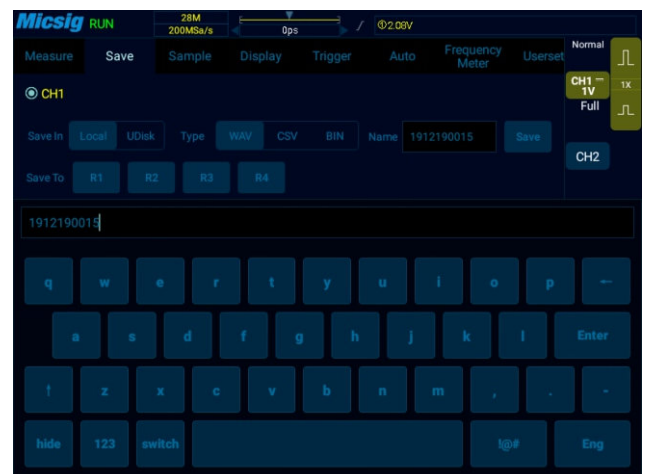 Micsig RUN 28M 200MSa/s 0ps ①2.08V
Measure Save Sample Display Trigger Auto Frequency Meter Userset Normal
CH1
CH1 1V 1X
Full
Save In Local UDisk Type WAV CSV BIN Name 1912190015 Save
CH2
Save To R1 R2 R3 R4
1912190015
q w e r t y u i o p ←
a s d f g h j k l Enter
↑ z x c v b n m , . -
hide 123 switch !@# Eng